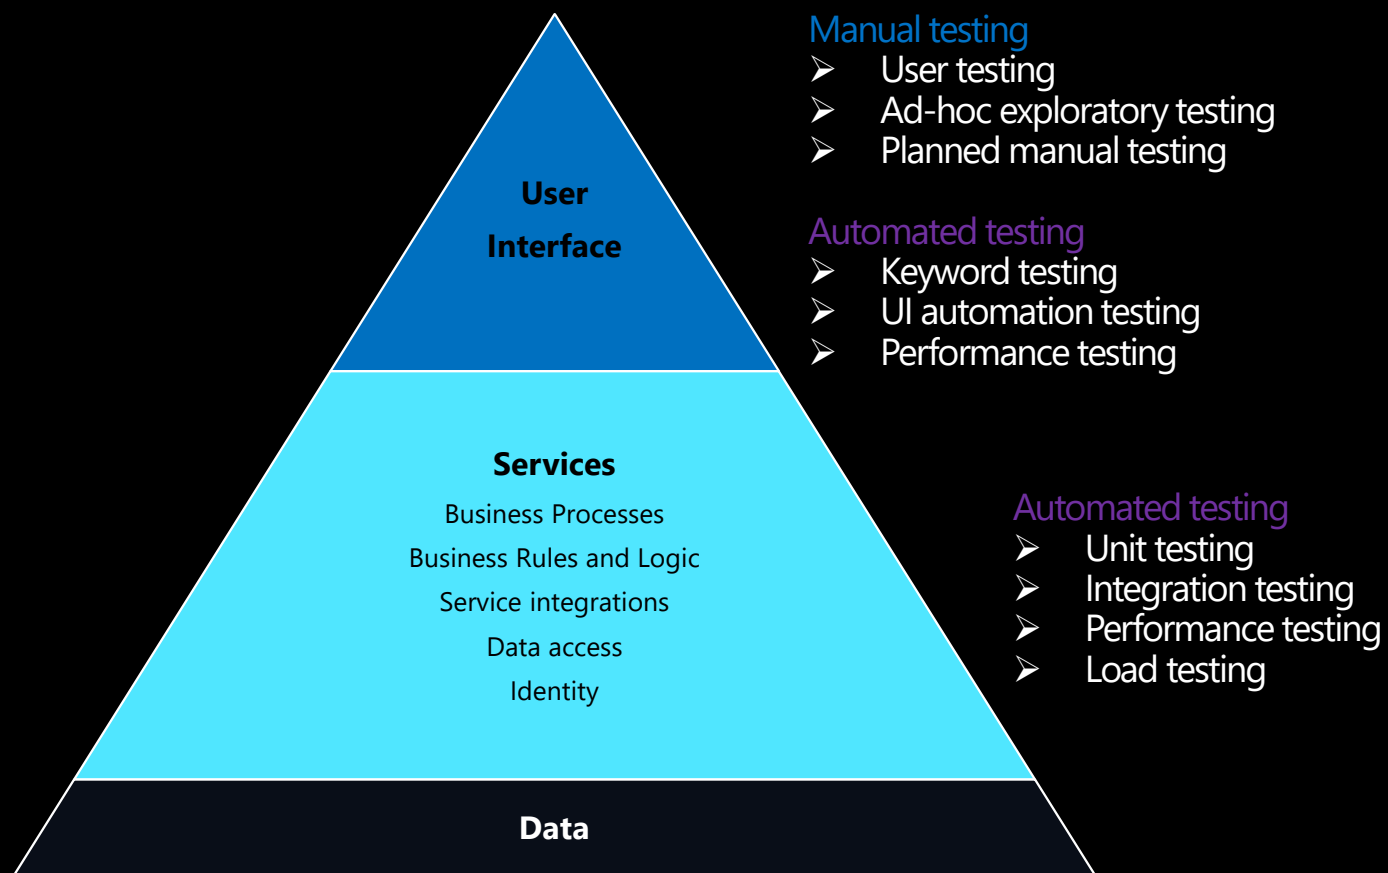 User
Interface
Services
Business Processes
Business Rules and Logic
Service integrations
Data access
Identity
Data
Manual testing
➢ User testing
➢ Ad-hoc exploratory testing
➢ Planned manual testing
Automated testing
➢ Keyword testing
➢ UI automation testing
➢ Performance testing
Automated testing
➢ Unit testing
➢ Integration testing
➢ Performance testing
➢ Load testing